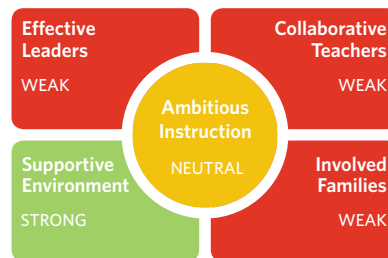 Effective
Leaders
WEAK
Collaborative
Teachers
WEAK
Ambitious
Instruction
NEUTRAL
Supportive
Environment
STRONG
Involved
Families
WEAK